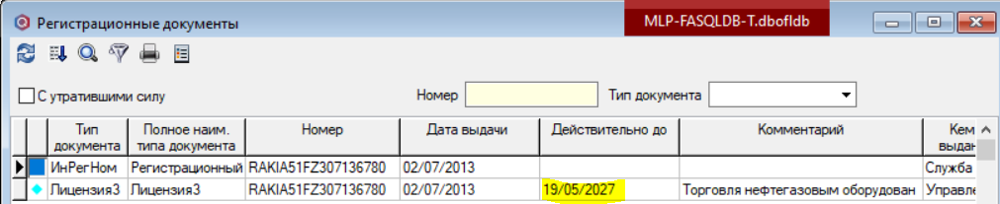 Регистрационные документы
MLP-FASQLDB-T.dbofldb
С утратившими силу
Номер
Тип документа
Тип документа Полное наим. типа документа Номер Дата выдачи Действительно до Комментарий Кем выдан
ИнРегНом Регистрационный RAKIA51FZ307136780 02/07/2013 Служба
Лицензия3 Лицензия3 RAKIA51FZ307136780 02/07/2013 19/05/2027 Торговля нефтегазовым оборудован Управле